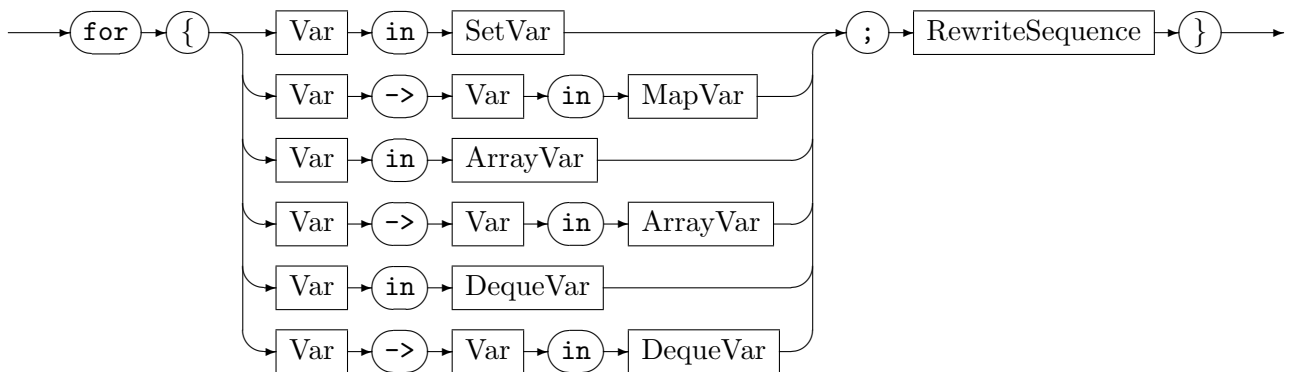 for { Var in SetVar ; RewriteSequence }
Var -> Var in MapVar
Var in ArrayVar
Var -> Var in ArrayVar
Var in DequeVar
Var -> Var in DequeVar